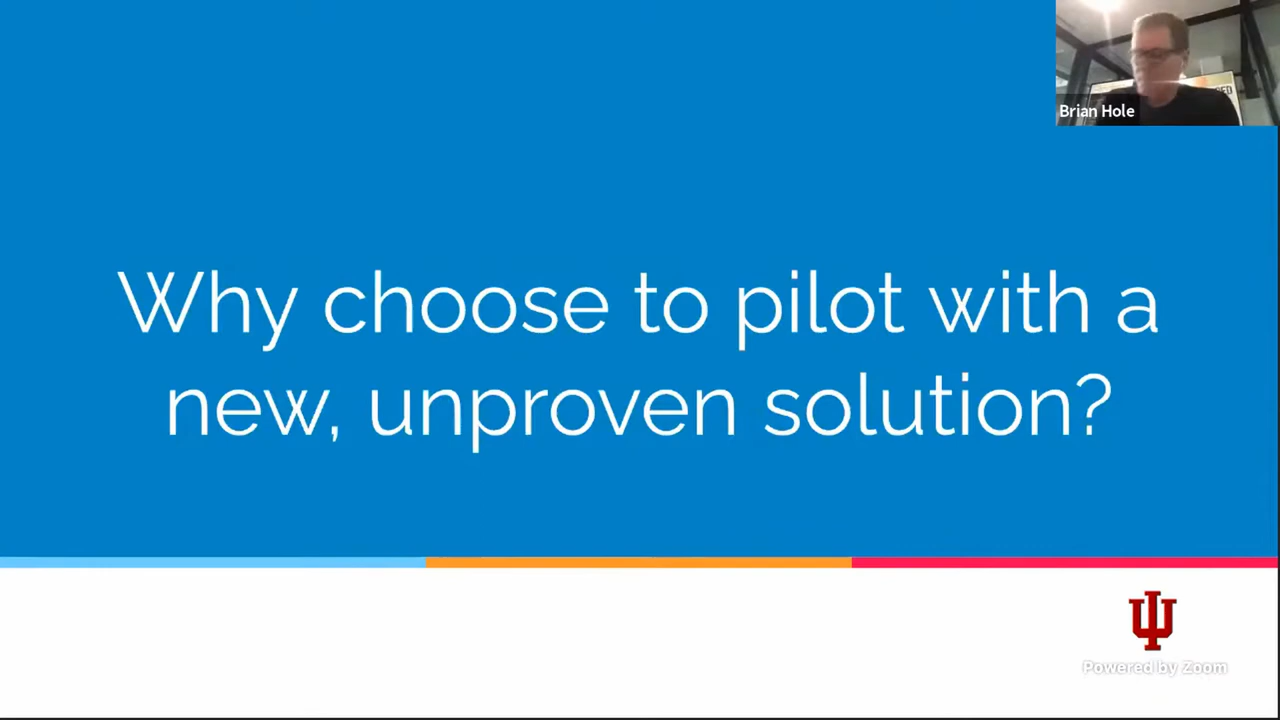 Brian Hole
Why choose to pilot with a
new, unproven solution?
Powered by Zoom